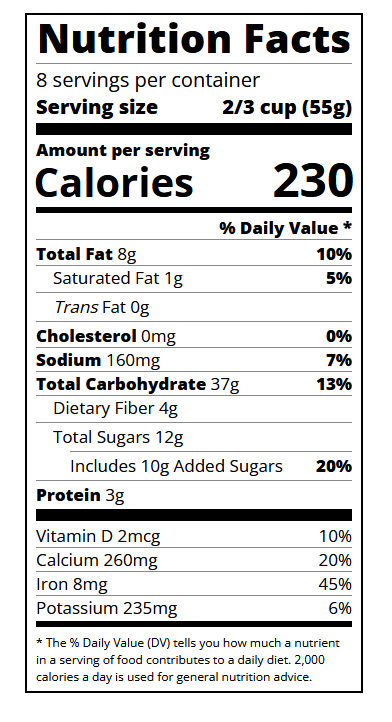 Nutrition Facts
8 servings per container
Serving size 2/3 cup (55g)
Amount per serving
Calories 230
% Daily Value *
Total Fat 8g 10%
Saturated Fat 1g 5%
Trans Fat 0g
Cholesterol 0mg 0%
Sodium 160mg 7%
Total Carbohydrate 37g 13%
Dietary Fiber 4g
Total Sugars 12g
Includes 10g Added Sugars 20%
Protein 3g
Vitamin D 2mcg 10%
Calcium 260mg 20%
Iron 8mg 45%
Potassium 235mg 6%
* The % Daily Value (DV) tells you how much a nutrient
in a serving of food contributes to a daily diet. 2,000
calories a day is used for general nutrition advice.